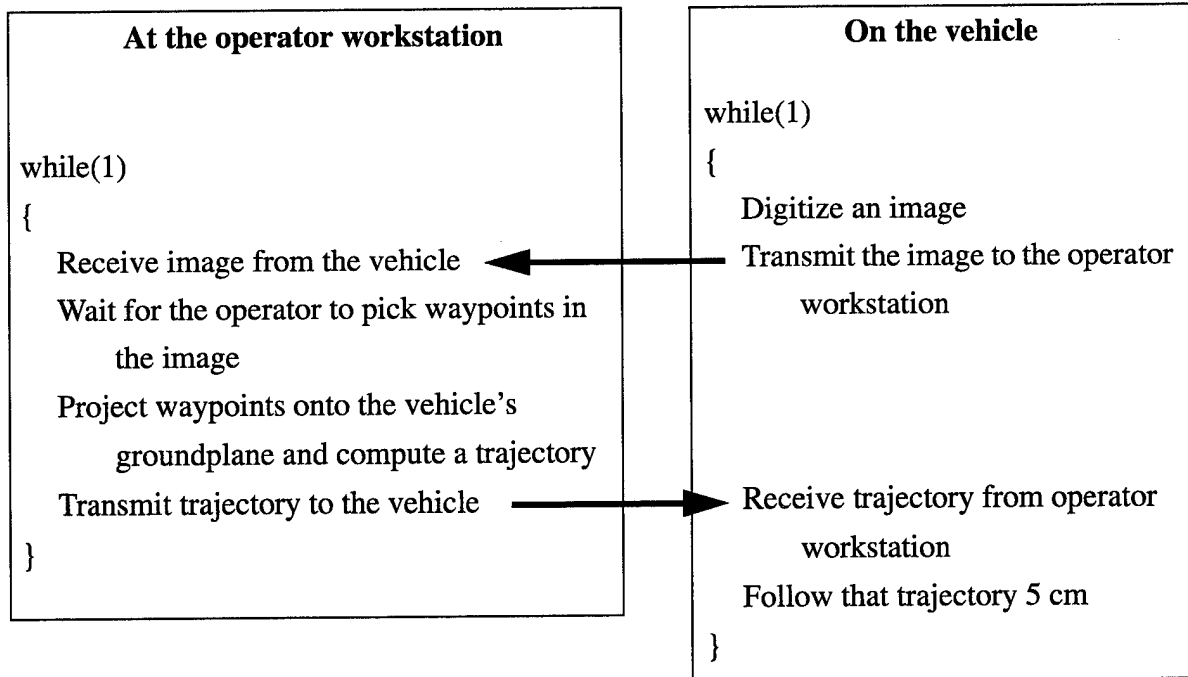 At the operator workstation
while(1)
{
Receive image from the vehicle
Wait for the operator to pick waypoints in
the image
Project waypoints onto the vehicle's
groundplane and compute a trajectory
Transmit trajectory to the vehicle
}
On the vehicle
while(1)
{
Digitize an image
Transmit the image to the operator
workstation
Receive trajectory from operator
workstation
Follow that trajectory 5 cm
}